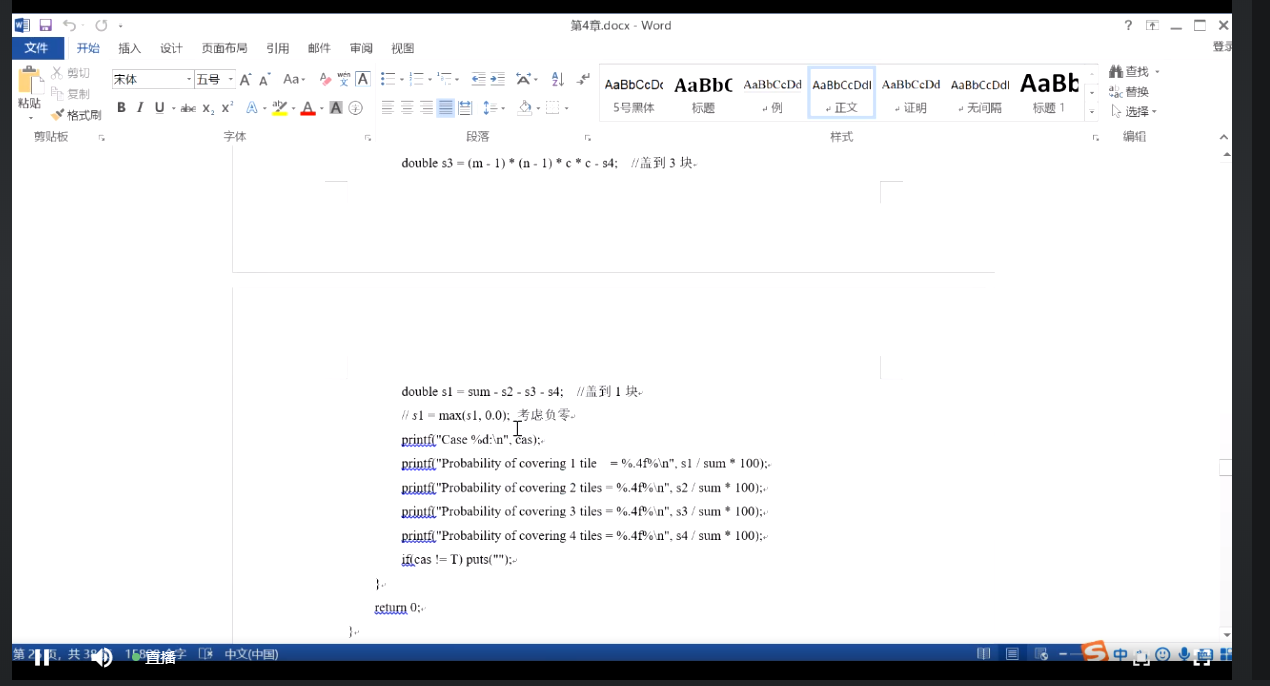 第4章.docx - Word
文件 开始 插入 设计 页面布局 引用 邮件 审阅 视图 登录
粘贴 剪切 复制 格式刷
宋体 五号
AaBbCcDc AaBbC AaBbCcDd AaBbCcDdI AaBbCcDd AaBbCcDdI AaBb
5号黑体 标题 例 正文 证明 无间隔 标题 1
查找 替换 选择
剪贴板 字体 段落 样式 编辑
double s3 = (m - 1) * (n - 1) * c * c - s4; //盖到 3 块
double s1 = sum - s2 - s3 - s4; //盖到 1 块
// s1 = max(s1, 0.0); 考虑负零
printf("Case %d:\n", cas);
printf("Probability of covering 1 tile = %.4f%\n", s1 / sum * 100);
printf("Probability of covering 2 tiles = %.4f%\n", s2 / sum * 100);
printf("Probability of covering 3 tiles = %.4f%\n", s3 / sum * 100);
printf("Probability of covering 4 tiles = %.4f%\n", s4 / sum * 100);
if(cas != T) puts("");
}
return 0;
}
直播 中文(中国) 中